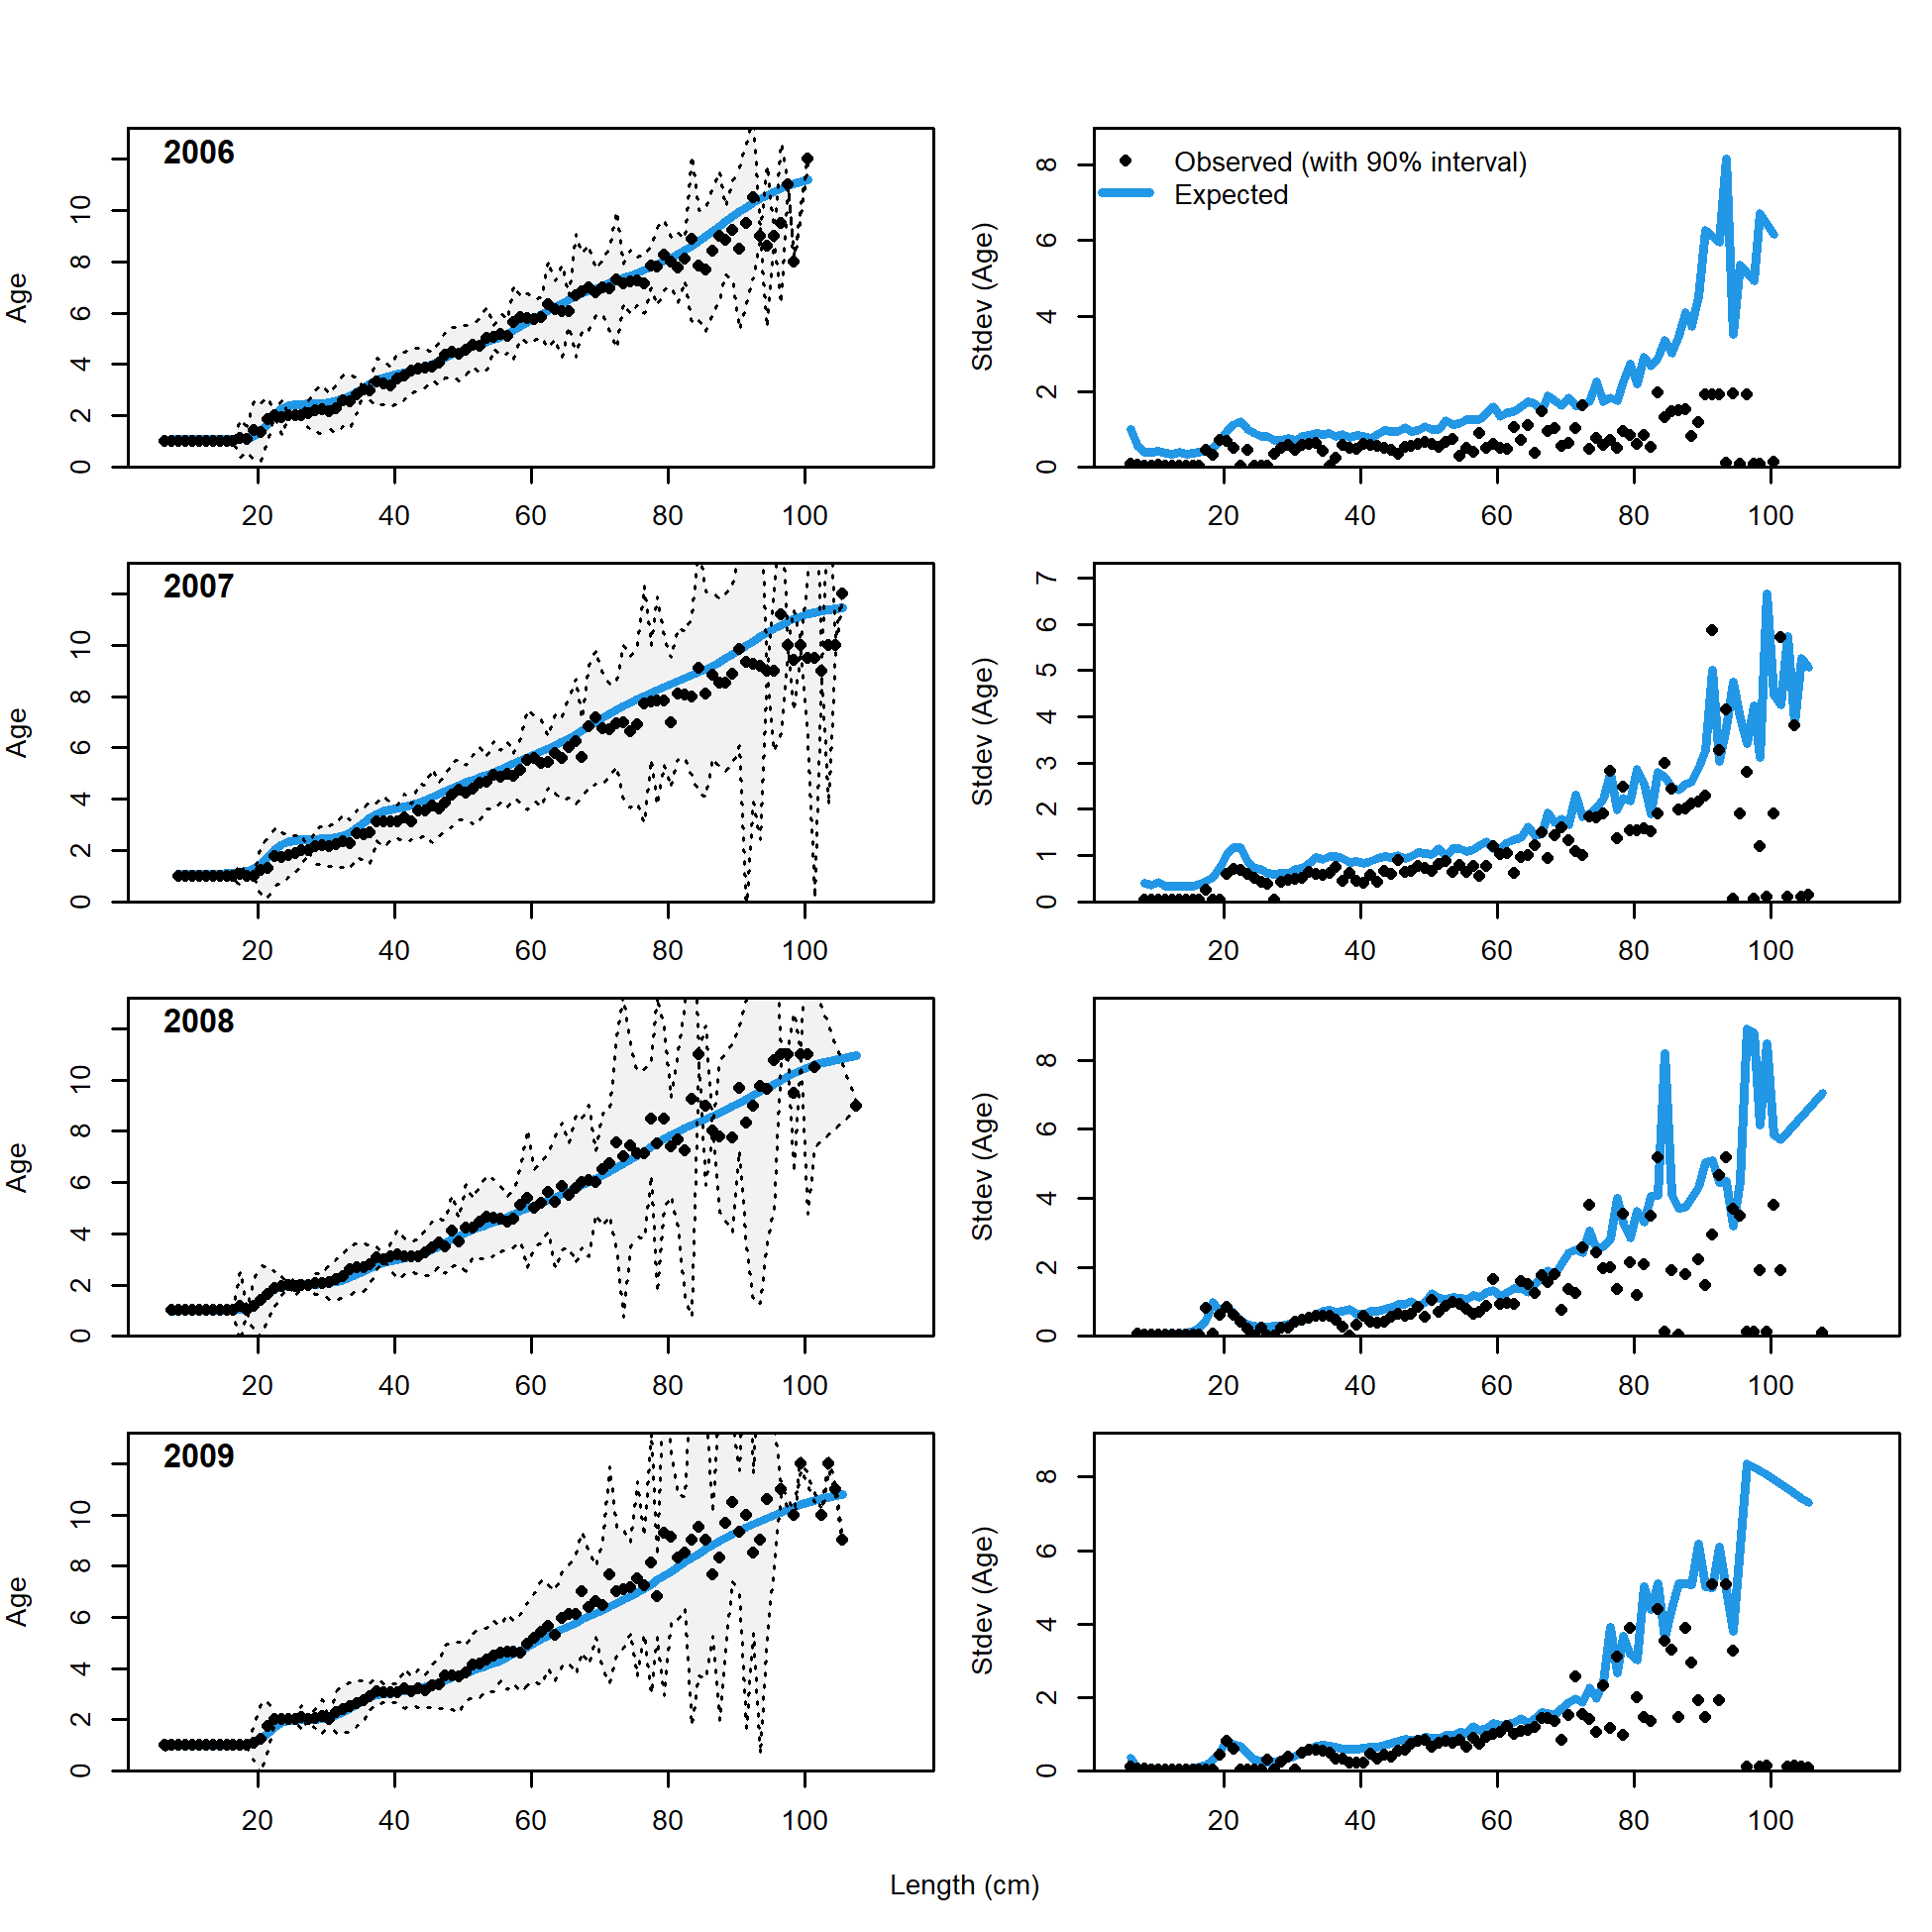 2006
Age
0 2 4 6 8 10
20 40 60 80 100
Observed (with 90% interval)
Expected
Stdev (Age)
0 2 4 6 8
20 40 60 80 100
2007
Age
0 2 4 6 8 10
20 40 60 80 100
Stdev (Age)
0 1 2 3 4 5 6 7
20 40 60 80 100
2008
Age
0 2 4 6 8 10
20 40 60 80 100
Stdev (Age)
0 2 4 6 8
20 40 60 80 100
2009
Age
0 2 4 6 8 10
20 40 60 80 100
Stdev (Age)
0 2 4 6 8
20 40 60 80 100
Length (cm)